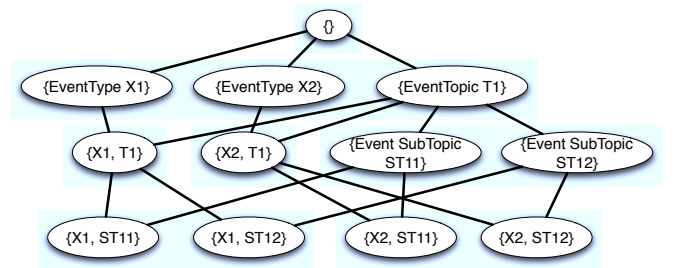 {}
{EventType X1}
{EventType X2}
{EventTopic T1}
{X1, T1}
{X2, T1}
{Event SubTopic
ST11}
{Event SubTopic
ST12}
{X1, ST11}
{X1, ST12}
{X2, ST11}
{X2, ST12}